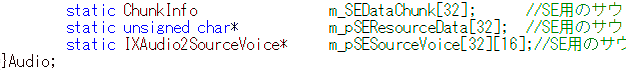 static ChunkInfo m_SEDataChunk[32]; //SE用のサウ
static unsigned char* m_pSEResourceData[32]; //SE用のサウ
static IXAudio2SourceVoice* m_pSESourceVoice[32][16];//SE用のサウ
}Audio;